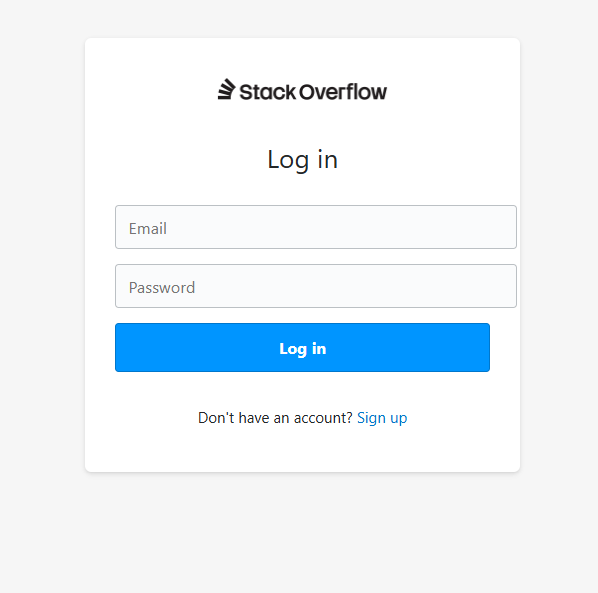 Stack Overflow
Log in
Email
Password
Log in
Don't have an account? Sign up